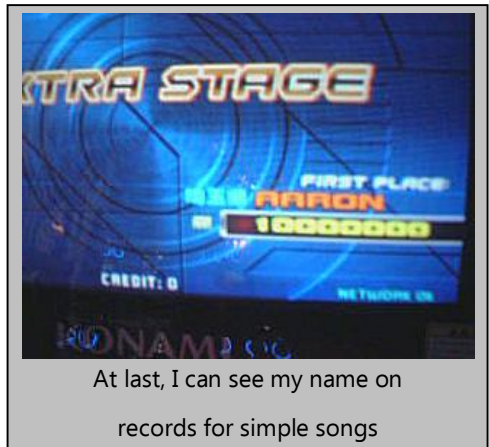 XTRA STAGE
FIRST PLACE:
AARON
10000000
CREDIT: 0
NETWORK OK
KONAMI
At last, I can see my name on
records for simple songs